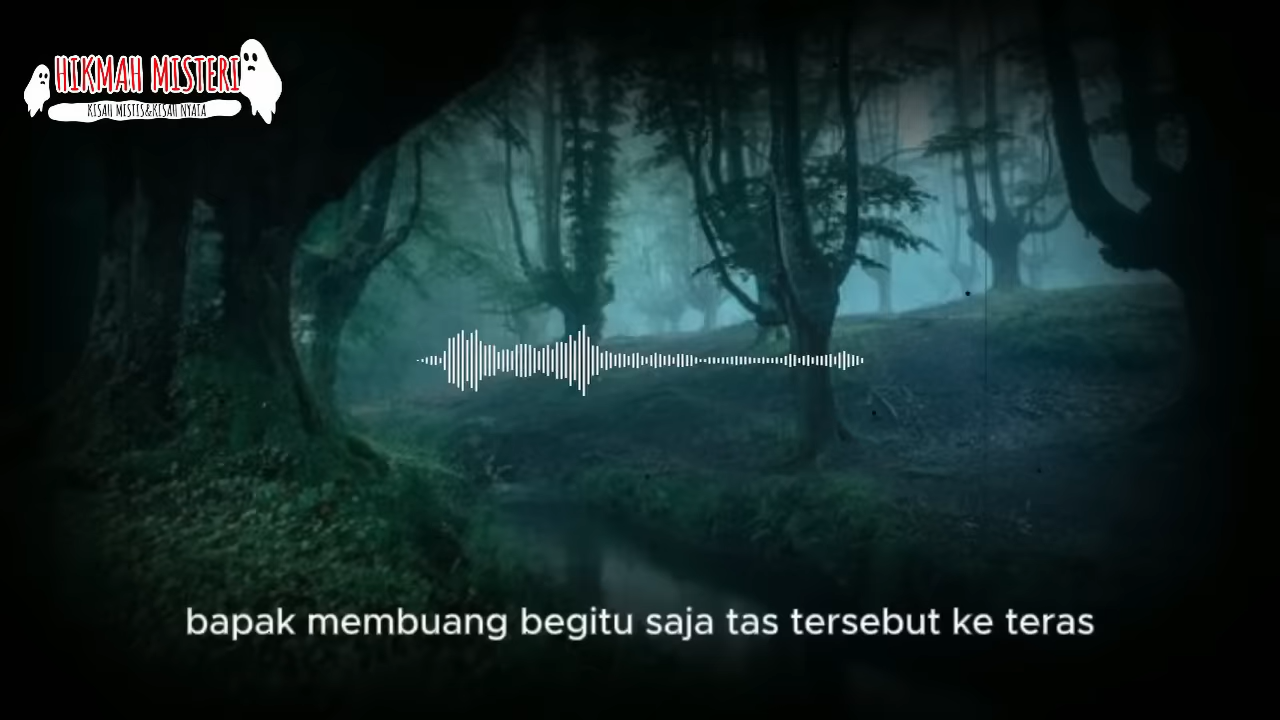 HIKMAH MISTERI
KISAH MISTIS&KISAH NYATA
bapak membuang begitu saja tas tersebut ke teras